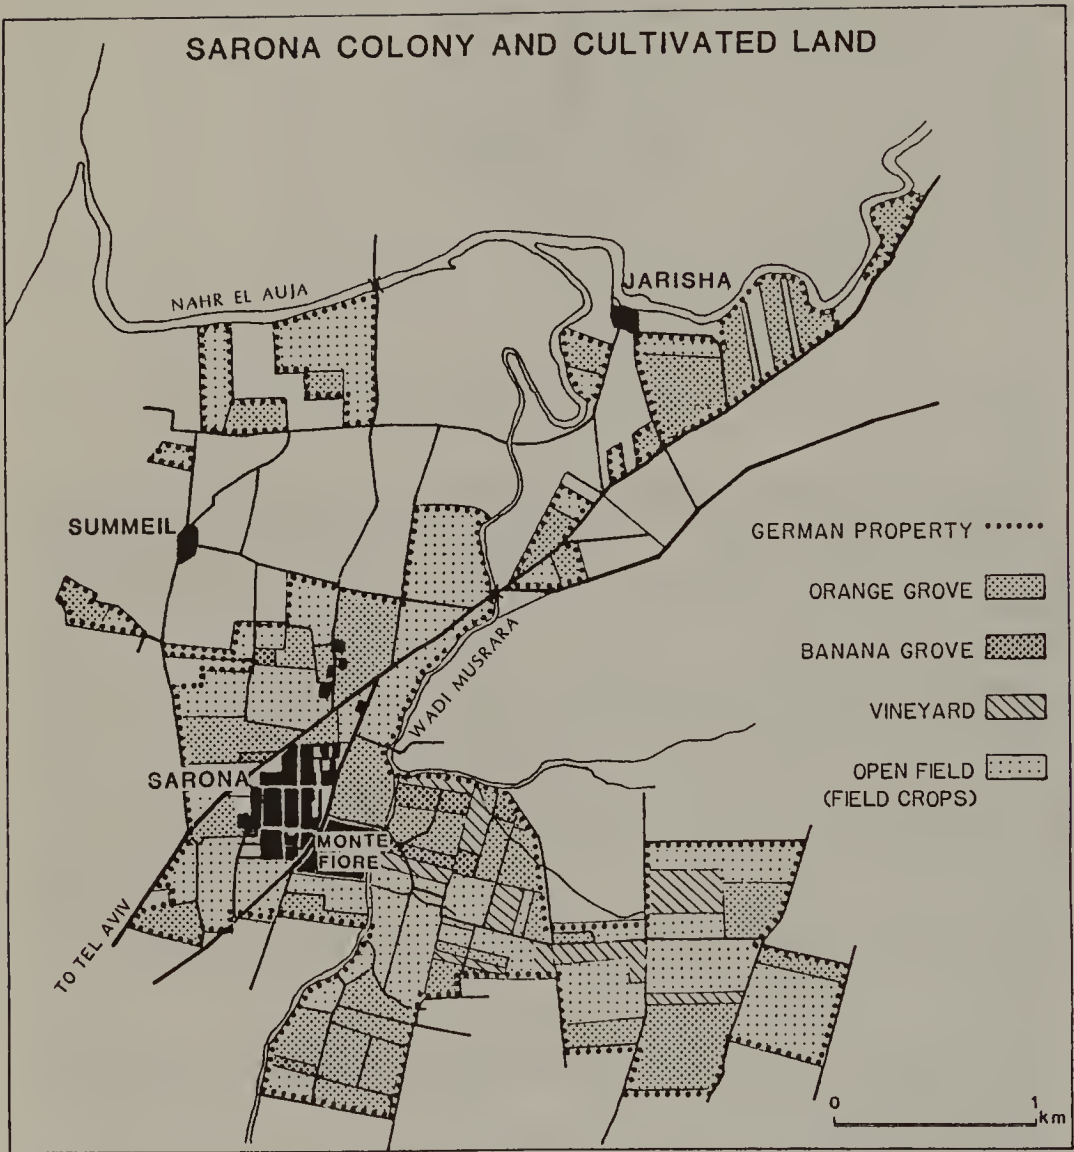 SARONA COLONY AND CULTIVATED LAND
NAHR EL AUJA
JARISHA
SUMMEIL
GERMAN PROPERTY
ORANGE GROVE
BANANA GROVE
VINEYARD
OPEN FIELD
(FIELD CROPS)
WADI MUSRARA
SARONA
MONTE
FIORE
TO TEL AVIV
0 1
km